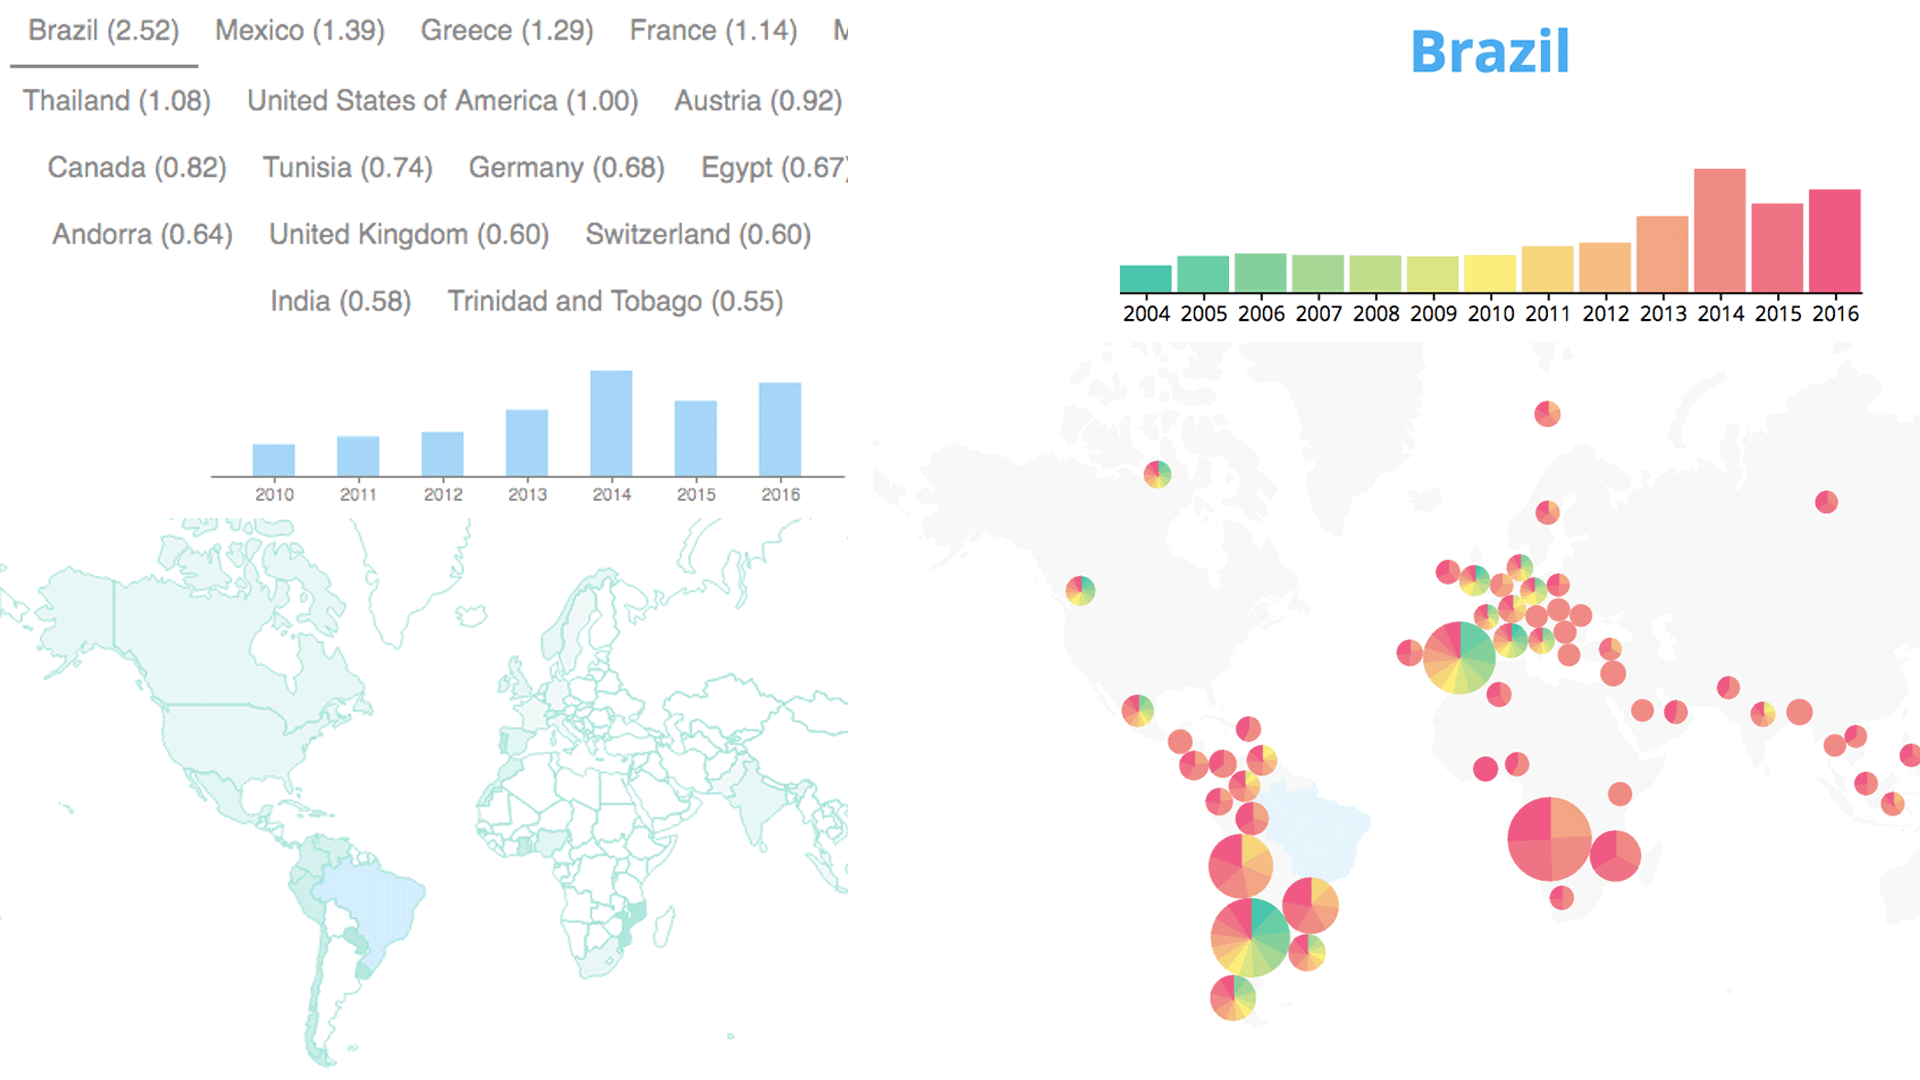 Brazil (2.52) Mexico (1.39) Greece (1.29) France (1.14)
Thailand (1.08) United States of America (1.00) Austria (0.92)
Canada (0.82) Tunisia (0.74) Germany (0.68) Egypt (0.67)
Andorra (0.64) United Kingdom (0.60) Switzerland (0.60)
India (0.58) Trinidad and Tobago (0.55)
2010 2011 2012 2013 2014 2015 2016
Brazil
2004 2005 2006 2007 2008 2009 2010 2011 2012 2013 2014 2015 2016